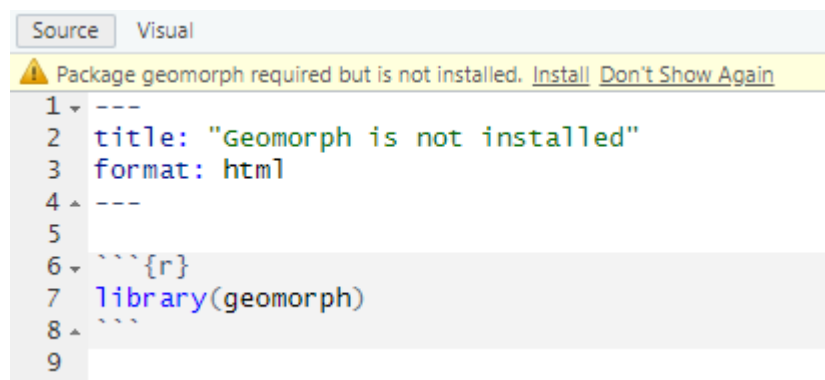 Source Visual
Package geomorph required but is not installed. Install Don't Show Again
1 ---
2 title: "Geomorph is not installed"
3 format: html
4 ---
5
6 ```{r}
7 library(geomorph)
8 ```
9